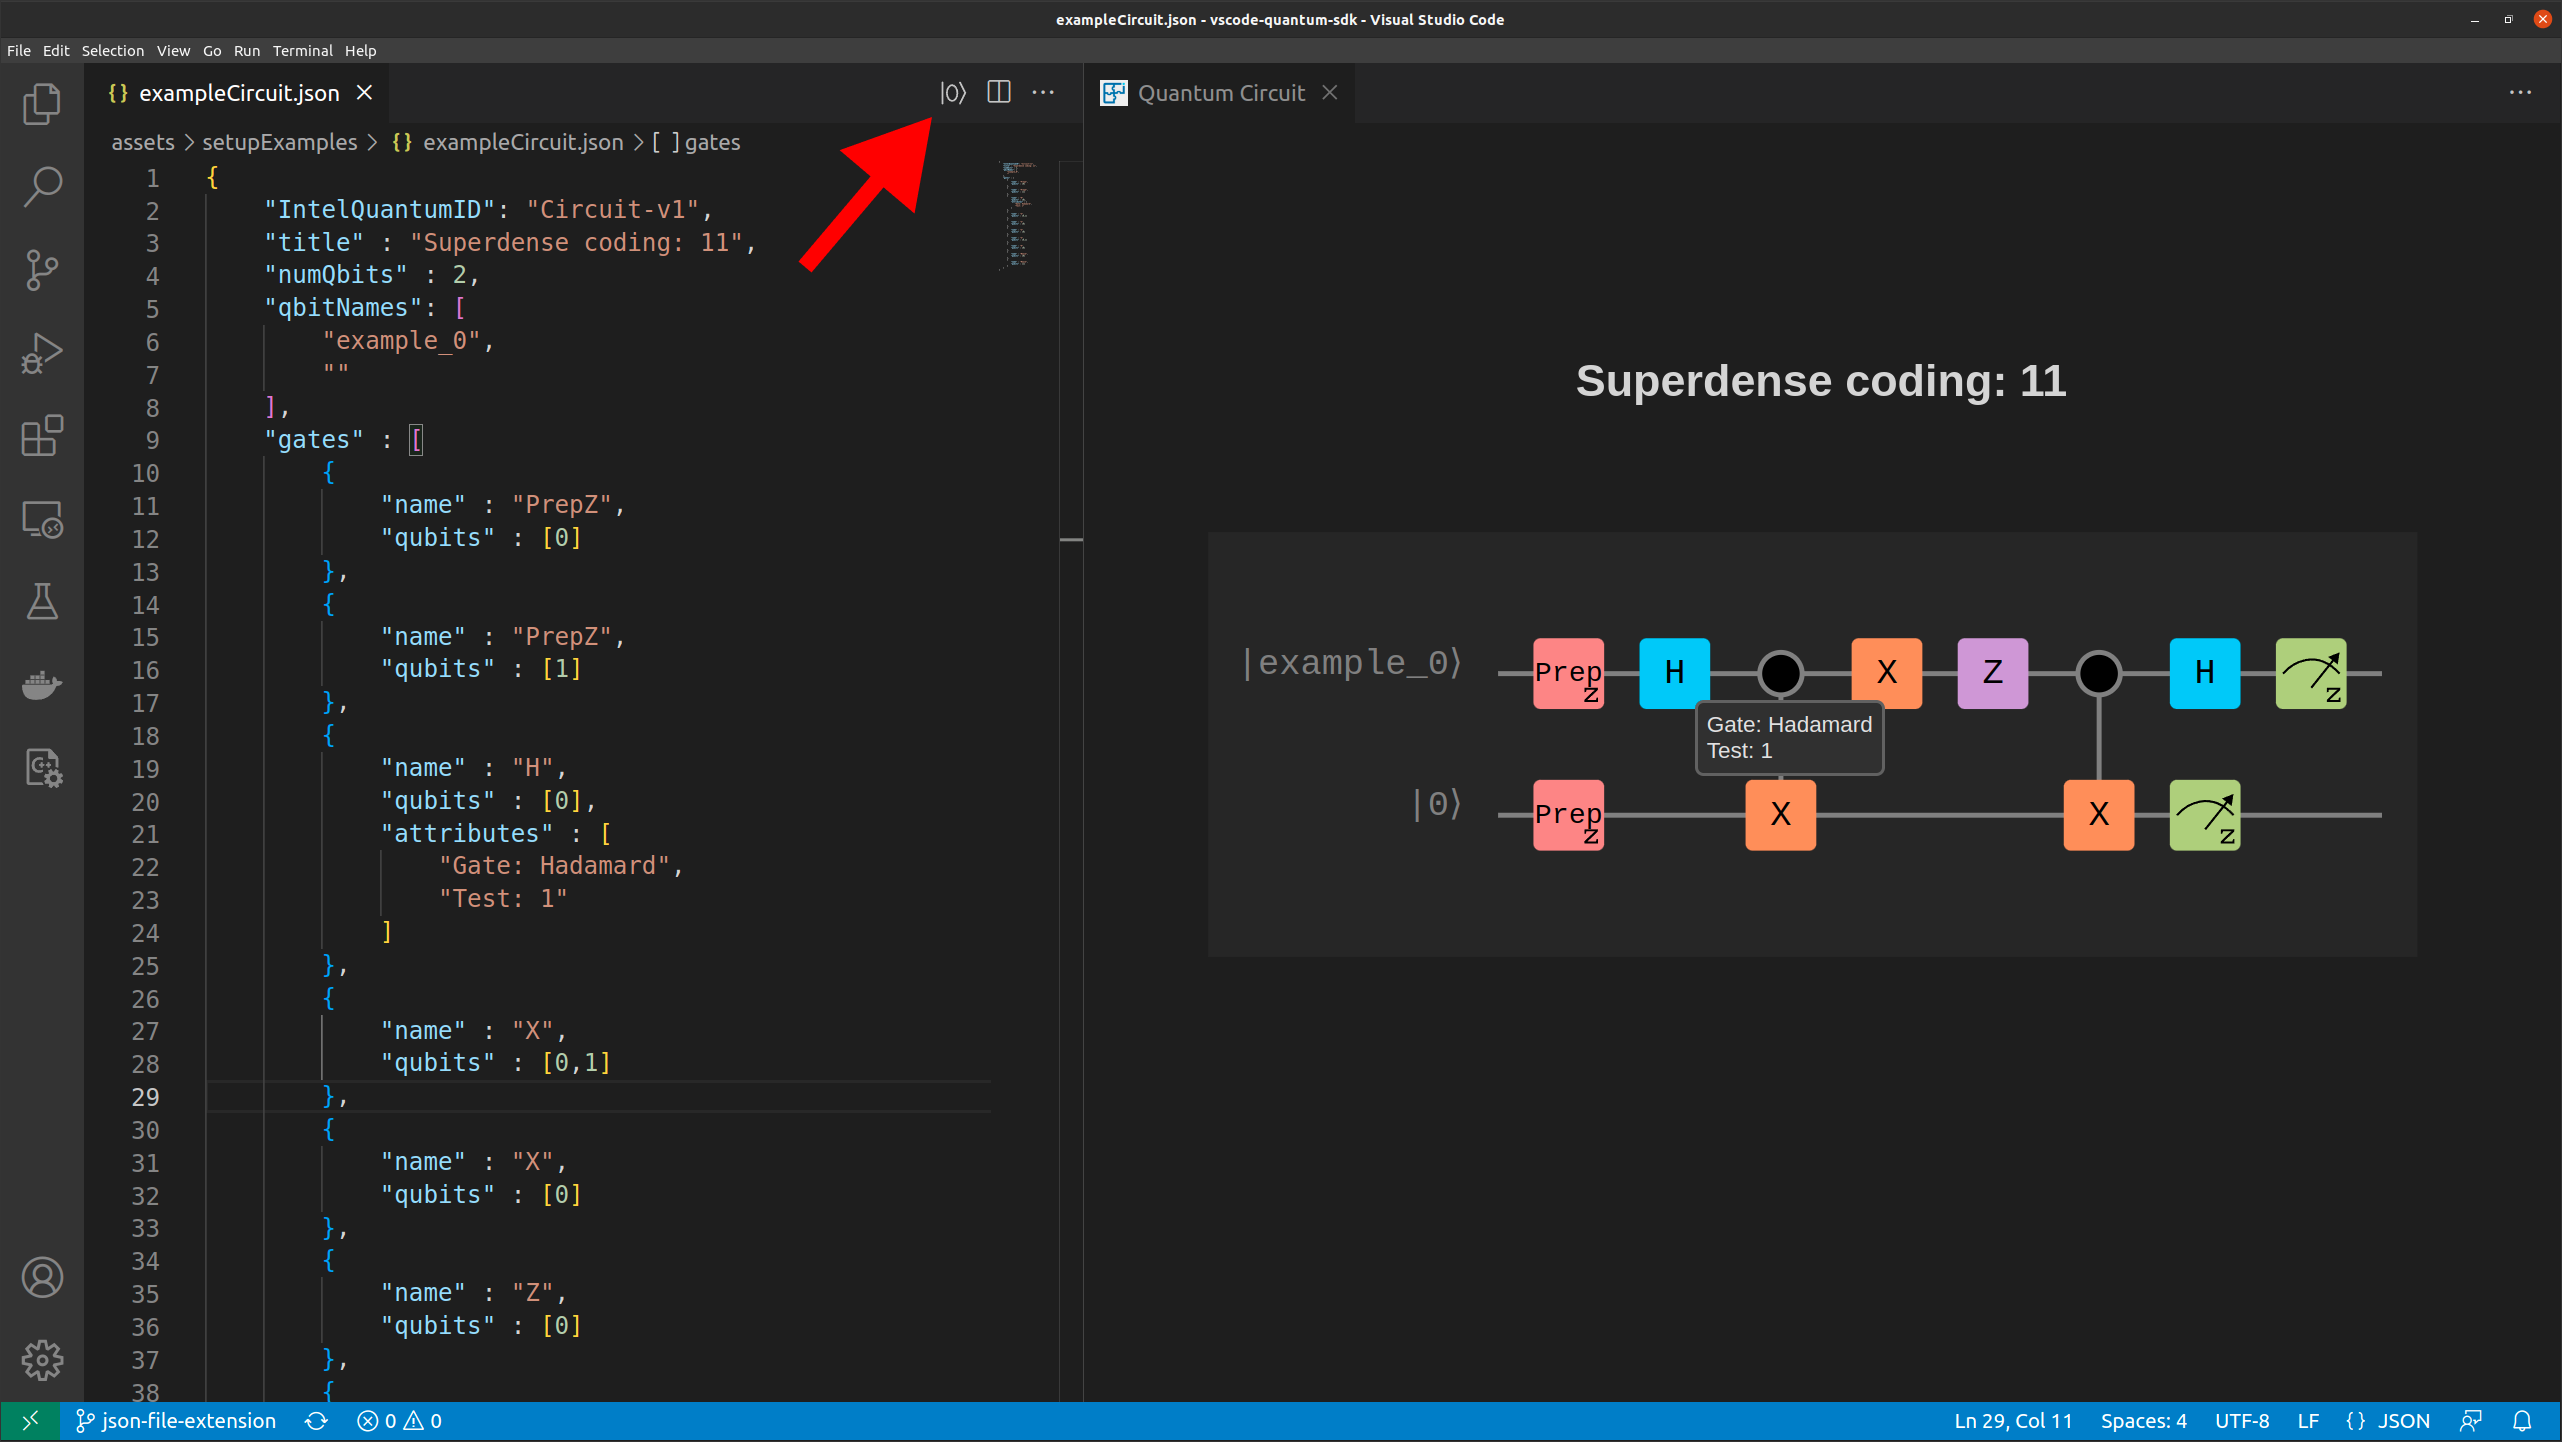 exampleCircuit.json - vscode-quantum-sdk - Visual Studio Code
File Edit Selection View Go Run Terminal Help
{} exampleCircuit.json
|0⟩
assets > setupExamples > {} exampleCircuit.json > [ ] gates
1 {
2 "IntelQuantumID": "Circuit-v1",
3 "title" : "Superdense coding: 11",
4 "numQbits" : 2,
5 "qbitNames": [
6 "example_0",
7 ""
8 ],
9 "gates" : [
10 {
11 "name" : "PrepZ",
12 "qubits" : [0]
13 },
14 {
15 "name" : "PrepZ",
16 "qubits" : [1]
17 },
18 {
19 "name" : "H",
20 "qubits" : [0],
21 "attributes" : [
22 "Gate: Hadamard",
23 "Test: 1"
24 ]
25 },
26 {
27 "name" : "X",
28 "qubits" : [0,1]
29 },
30 {
31 "name" : "X",
32 "qubits" : [0]
33 },
34 {
35 "name" : "Z",
36 "qubits" : [0]
37 },
38 {
Quantum Circuit
Superdense coding: 11
|example_0⟩ Prep Z H X Z H Z
Gate: Hadamard
Test: 1
|0⟩ Prep Z X X Z
json-file-extension 0 0 Ln 29, Col 11 Spaces: 4 UTF-8 LF {} JSON